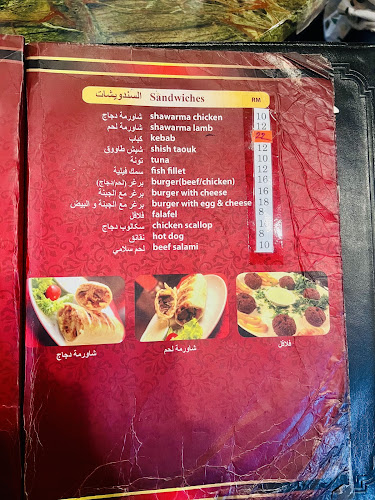 السندويشات Sandwiches RM
شاورمة دجاج shawarma chicken 10
شاورمة لحم shawarma lamb 12
كباب kebab
شيش طاووق shish taouk 12
تونة tuna 10
سمك فيلية fish fillet 12
برغر (لحم/دجاج) burger(beef/chicken) 16
برغر مع الجبنة burger with cheese 16
برغر مع الجبنة و البيض burger with egg & cheese 18
فلافل falafel 8
سكالوب دجاج chicken scallop
نقانق hot dog 8
لحم سلامي beef salami 10
شاورمة دجاج شاورمة لحم فلافل